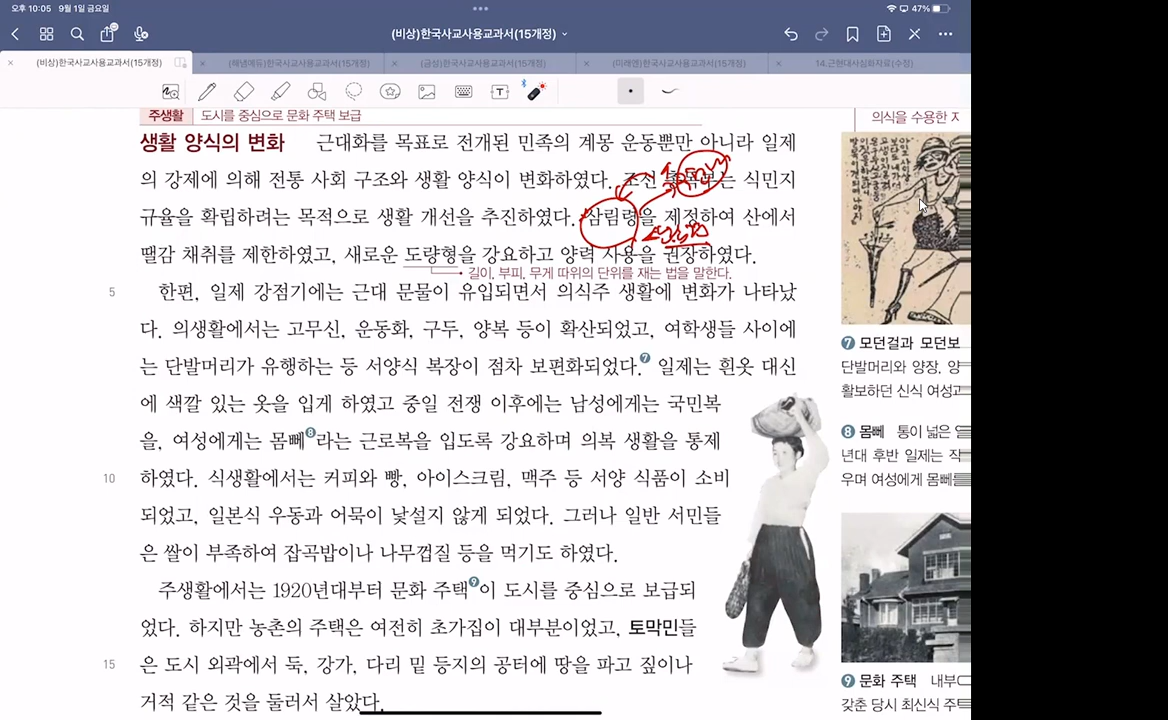 오후 10:05 9월 1일 금요일
47%
(비상)한국사교사용교과서(15개정)
(비상)한국사교사용교과서(15개정)
(해냄에듀)한국사교사용교과서(15개정)
(금성)한국사교사용교과서(15개정)
(미래엔)한국사교사용교과서(15개정)
14.근현대사심화자료(수정)
주생활 도시를 중심으로 문화 주택 보급
생활 양식의 변화 근대화를 목표로 전개된 민족의 계몽 운동뿐만 아니라 일제
의 강제에 의해 전통 사회 구조와 생활 양식이 변화하였다. 조선 총독부는 식민지
규율을 확립하려는 목적으로 생활 개선을 추진하였다. 삼림령을 제정하여 산에서
땔감 채취를 제한하였고, 새로운 도량형을 강요하고 양력 사용을 권장하였다.
길이, 부피, 무게 따위의 단위를 재는 법을 말한다.
5 한편, 일제 강점기에는 근대 문물이 유입되면서 의식주 생활에 변화가 나타났
다. 의생활에서는 고무신, 운동화, 구두, 양복 등이 확산되었고, 여학생들 사이에
는 단발머리가 유행하는 등 서양식 복장이 점차 보편화되었다.7 일제는 흰옷 대신
에 색깔 있는 옷을 입게 하였고 중일 전쟁 이후에는 남성에게는 국민복
을, 여성에게는 몸뻬8라는 근로복을 입도록 강요하며 의복 생활을 통제
10 하였다. 식생활에서는 커피와 빵, 아이스크림, 맥주 등 서양 식품이 소비
되었고, 일본식 우동과 어묵이 낯설지 않게 되었다. 그러나 일반 서민들
은 쌀이 부족하여 잡곡밥이나 나무껍질 등을 먹기도 하였다.
주생활에서는 1920년대부터 문화 주택9이 도시를 중심으로 보급되
었다. 하지만 농촌의 주택은 여전히 초가집이 대부분이었고, 토막민들
15 은 도시 외곽에서 둑, 강가, 다리 밑 등지의 공터에 땅을 파고 짚이나
거적 같은 것을 둘러서 살았다.
의식을 수용한 지
7 모던걸과 모던보
단발머리와 양장, 양
활보하던 신식 여성과
8 몸뻬 통이 넓은
년대 후반 일제는 작
우며 여성에게 몸뻬를
9 문화 주택 내부
갖춘 당시 최신식 주